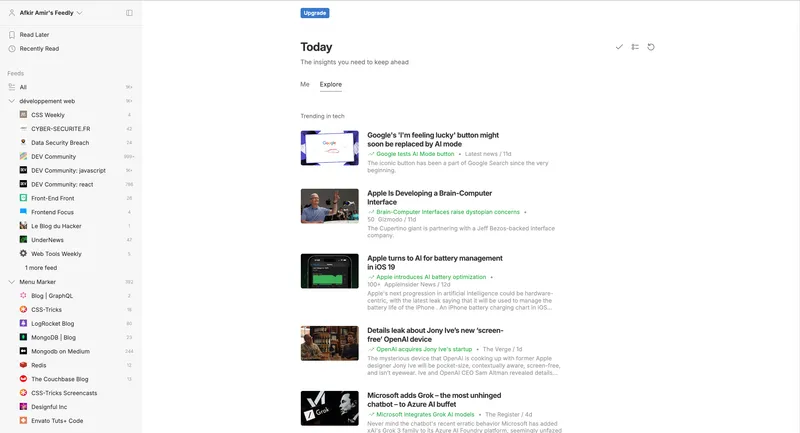 Afkir Amir's Feedly
Read Later
Recently Read
Feeds
All 9K+
développement web 9K+
CSS Weekly 4
CYBER-SECURITE.FR 42
Data Security Breach 24
DEV Community 999+
DEV Community: javascript 9K+
DEV Community: react 798
Front-End Front 28
Frontend Focus 4
Le Blog du Hacker 1
UnderNews 47
Web Tools Weekly 5
1 more feed
Menu Marker 552
Blog | GraphQL 2
CSS-Tricks 16
LogRocket Blog 80
MongoDB | Blog 23
Mongodb on Medium 244
Redis 12
The Couchbase Blog 13
CSS-Tricks Screencasts
Designful Inc
Envato Tuts+ Code
Upgrade
Today
The insights you need to keep ahead
Me Explore
Trending in tech
Google
Google's 'I'm feeling lucky' button might
soon be replaced by AI mode
Google tests AI Mode button • Latest news / 11d
The iconic button has been a part of Google Search since the very
beginning.
Apple Is Developing a Brain-Computer
Interface
Brain-Computer Interfaces raise dystopian concerns •
50 Gizmodo / 11d
The Cupertino giant is partnering with a Jeff Bezos-backed interface
company.
Apple turns to AI for battery management
in iOS 19
Apple introduces AI battery optimization •
100+ AppleInsider News / 12d
Apple's next progression in artificial intelligence could be hardware-
centric, with the latest leak saying that it will be used to manage the
battery life of the iPhone . An iPhone battery charging chart in iOS...
Details leak about Jony Ive's new 'screen-
free' OpenAI device
OpenAI acquires Jony Ive's startup • The Verge / 1d
The mysterious device that OpenAI is cooking up with former Apple
designer Jony Ive will be pocket-size, contextually aware, screen-free,
and isn't eyewear. Ive and OpenAI CEO Sam Altman revealed details...
Grok
Microsoft adds Grok – the most unhinged
chatbot – to Azure AI buffet
Microsoft integrates Grok AI models • The Register / 4d
Never mind the chatbot's recent erratic behavior Microsoft has added
xAI's Grok 3 family to its Azure AI Foundry platform, seemingly unfazed